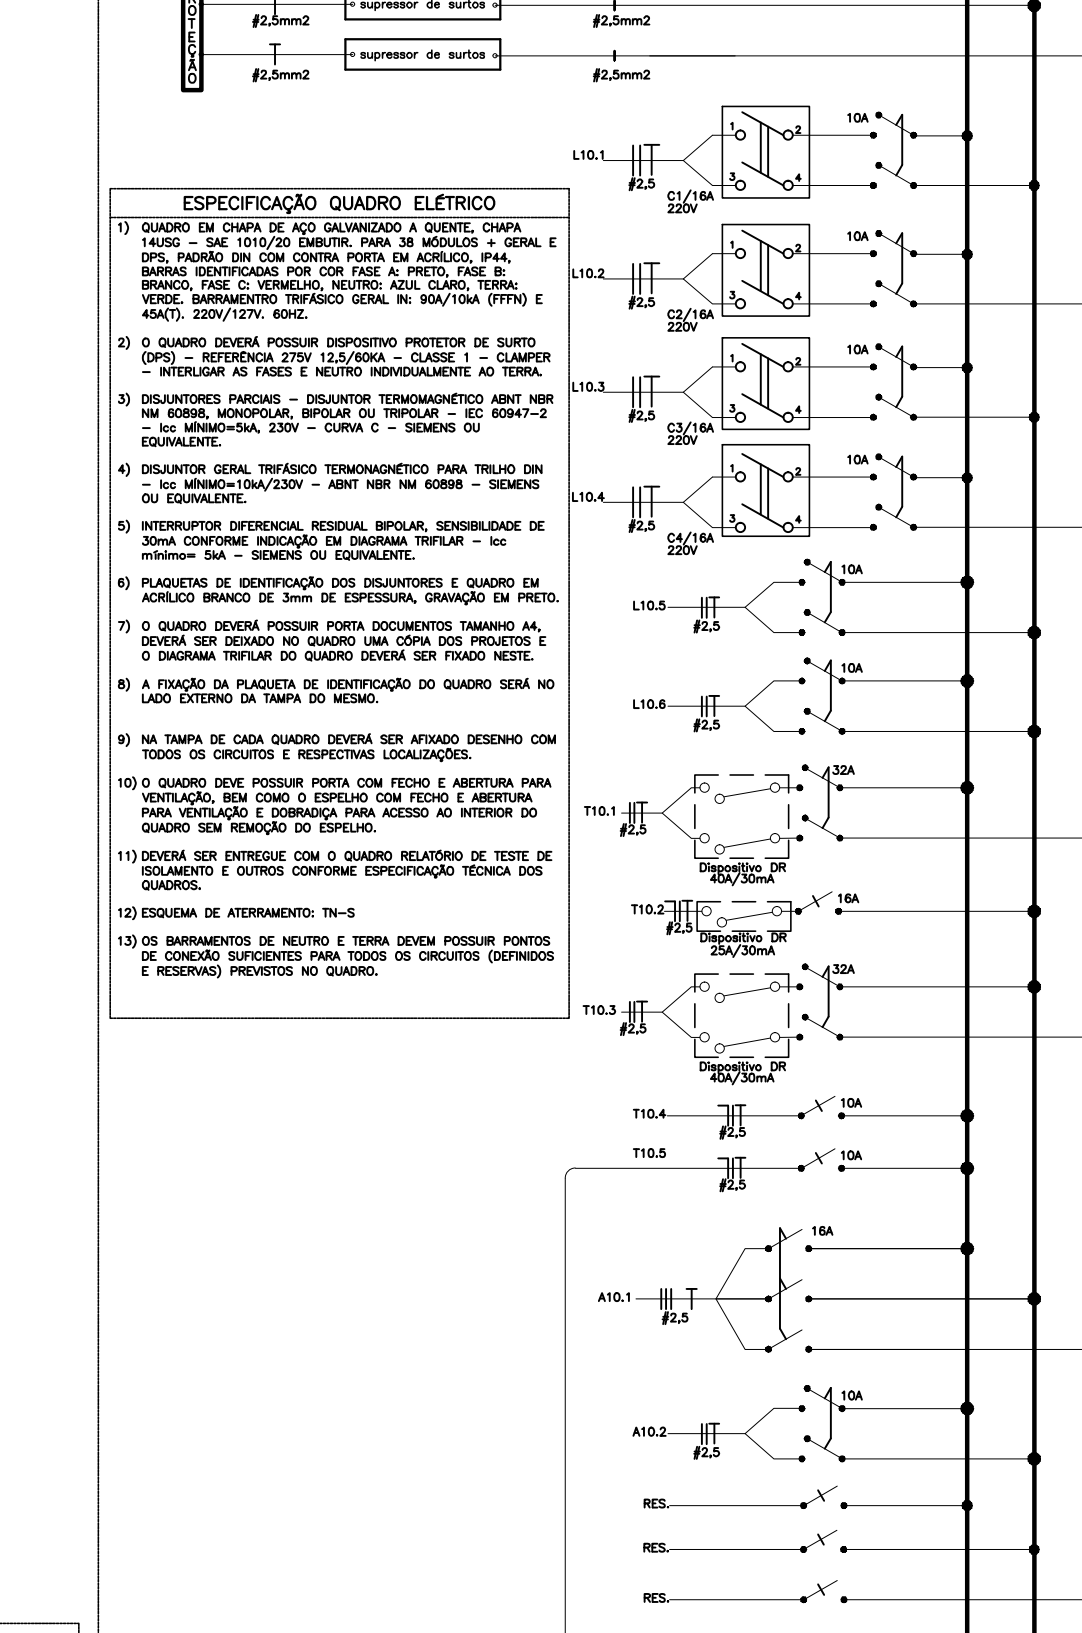 supressor de surtos
#2,5mm2
#2,5mm2
OTEÇÃO
supressor de surtos
#2,5mm2
#2,5mm2
L10.1
#2,5
1
2
3
4
C1/16A
220V
10A
L10.2
#2,5
1
2
3
4
C2/16A
220V
10A
L10.3
#2,5
1
2
3
4
C3/16A
220V
10A
L10.4
#2,5
1
2
3
4
C4/16A
220V
10A
L10.5
#2,5
10A
L10.6
#2,5
10A
T10.1
#2,5
Dispositivo DR
40A/30mA
32A
T10.2
#2,5
Dispositivo DR
25A/30mA
16A
T10.3
#2,5
Dispositivo DR
40A/30mA
32A
T10.4
#2,5
10A
T10.5
#2,5
10A
A10.1
#2,5
16A
A10.2
#2,5
10A
RES.
RES.
RES.
ESPECIFICAÇÃO QUADRO ELÉTRICO
1) QUADRO EM CHAPA DE AÇO GALVANIZADO A QUENTE, CHAPA
14USG – SAE 1010/20 EMBUTIR. PARA 38 MÓDULOS + GERAL E
DPS, PADRÃO DIN COM CONTRA PORTA EM ACRÍLICO, IP44,
BARRAS IDENTIFICADAS POR COR FASE A: PRETO, FASE B:
BRANCO, FASE C: VERMELHO, NEUTRO: AZUL CLARO, TERRA:
VERDE. BARRAMENTRO TRIFÁSICO GERAL IN: 90A/10kA (FFFN) E
45A(T). 220V/127V. 60HZ.
2) O QUADRO DEVERÁ POSSUIR DISPOSITIVO PROTETOR DE SURTO
(DPS) – REFERÊNCIA 275V 12,5/60KA – CLASSE 1 – CLAMPER
– INTERLIGAR AS FASES E NEUTRO INDIVIDUALMENTE AO TERRA.
3) DISJUNTORES PARCIAIS – DISJUNTOR TERMOMAGNÉTICO ABNT NBR
NM 60898, MONOPOLAR, BIPOLAR OU TRIPOLAR – IEC 60947-2
– Icc MÍNIMO=5kA, 230V – CURVA C – SIEMENS OU
EQUIVALENTE.
4) DISJUNTOR GERAL TRIFÁSICO TERMONAGNÉTICO PARA TRILHO DIN
– Icc MÍNIMO=10kA/230V – ABNT NBR NM 60898 – SIEMENS
OU EQUIVALENTE.
5) INTERRUPTOR DIFERENCIAL RESIDUAL BIPOLAR, SENSIBILIDADE DE
30mA CONFORME INDICAÇÃO EM DIAGRAMA TRIFILAR – Icc
mínimo= 5kA – SIEMENS OU EQUIVALENTE.
6) PLAQUETAS DE IDENTIFICAÇÃO DOS DISJUNTORES E QUADRO EM
ACRÍLICO BRANCO DE 3mm DE ESPESSURA, GRAVAÇÃO EM PRETO.
7) O QUADRO DEVERÁ POSSUIR PORTA DOCUMENTOS TAMANHO A4,
DEVERÁ SER DEIXADO NO QUADRO UMA CÓPIA DOS PROJETOS E
O DIAGRAMA TRIFILAR DO QUADRO DEVERÁ SER FIXADO NESTE.
8) A FIXAÇÃO DA PLAQUETA DE IDENTIFICAÇÃO DO QUADRO SERÁ NO
LADO EXTERNO DA TAMPA DO MESMO.
9) NA TAMPA DE CADA QUADRO DEVERÁ SER AFIXADO DESENHO COM
TODOS OS CIRCUITOS E RESPECTIVAS LOCALIZAÇÕES.
10) O QUADRO DEVE POSSUIR PORTA COM FECHO E ABERTURA PARA
VENTILAÇÃO, BEM COMO O ESPELHO COM FECHO E ABERTURA
PARA VENTILAÇÃO E DOBRADIÇA PARA ACESSO AO INTERIOR DO
QUADRO SEM REMOÇÃO DO ESPELHO.
11) DEVERÁ SER ENTREGUE COM O QUADRO RELATÓRIO DE TESTE DE
ISOLAMENTO E OUTROS CONFORME ESPECIFICAÇÃO TÉCNICA DOS
QUADROS.
12) ESQUEMA DE ATERRAMENTO: TN-S
13) OS BARRAMENTOS DE NEUTRO E TERRA DEVEM POSSUIR PONTOS
DE CONEXÃO SUFICIENTES PARA TODOS OS CIRCUITOS (DEFINIDOS
E RESERVAS) PREVISTOS NO QUADRO.